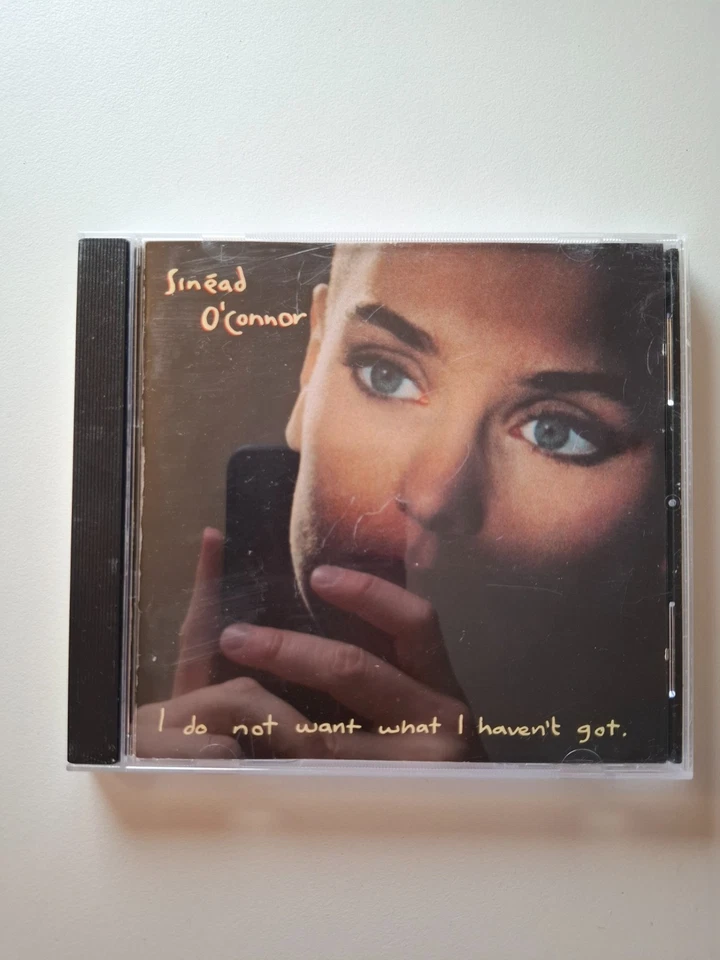 Sinéad
O'Connor
I do not want what I haven't got.